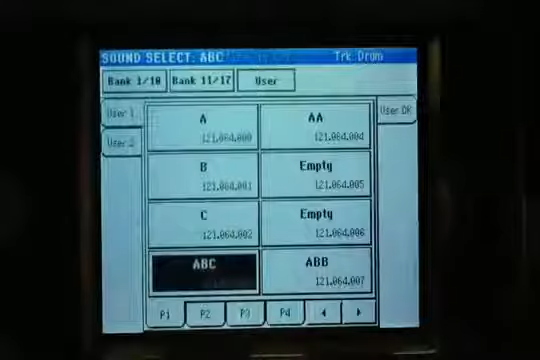 SOUND SELECT: ABC Trk.Drum
Bank 1/10 Bank 11/17 User
User 1 User DK
User 2
A AA
121.064.000 121.064.004
B Empty
121.064.001 121.064.005
C Empty
121.064.002 121.064.006
ABC ABB
121.064.007
P1 P2 P3 P4